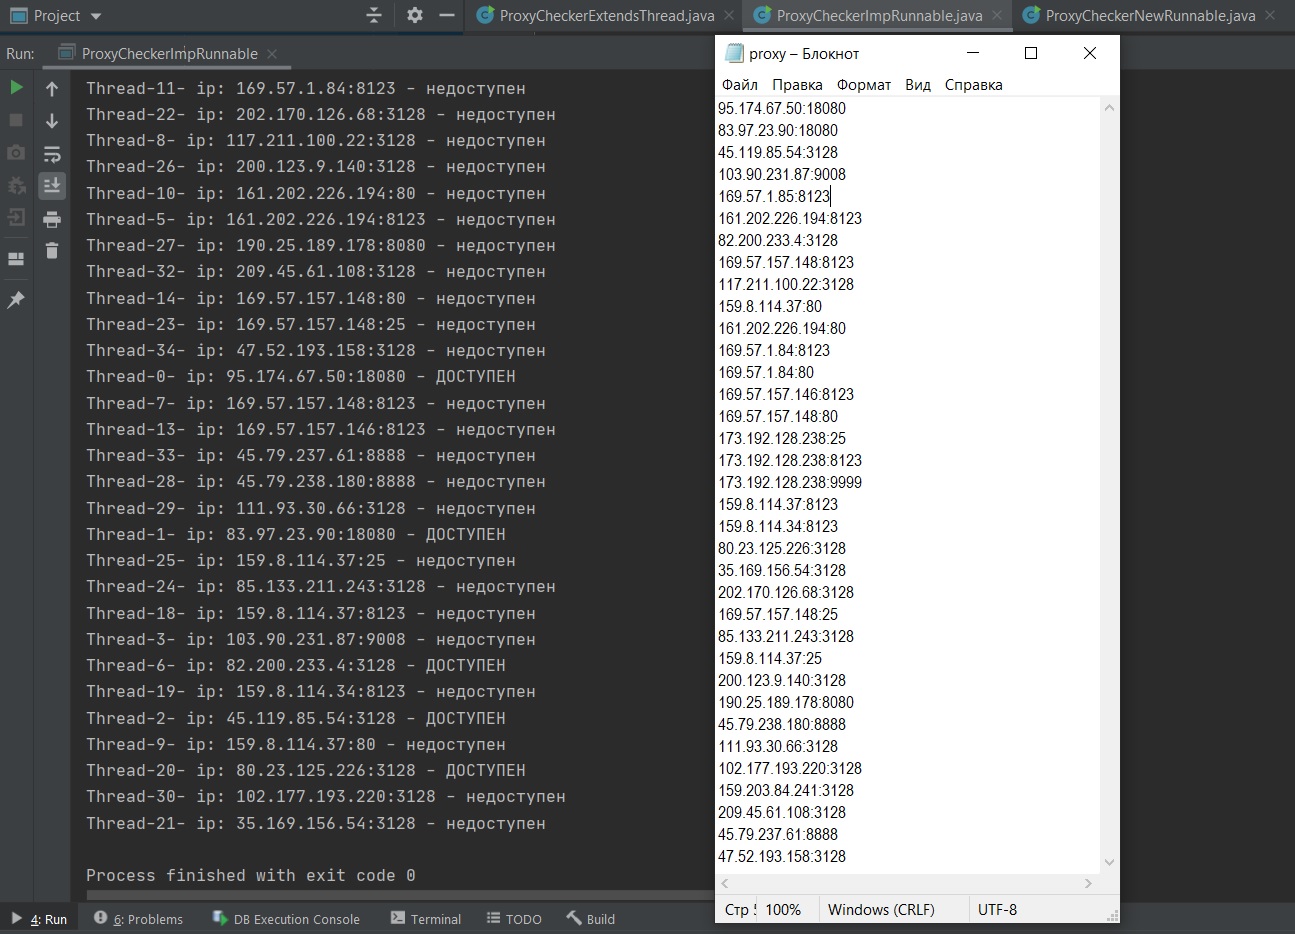 Project
ProxyCheckerExtendsThread.java
ProxyCheckerImpRunnable.java
ProxyCheckerNewRunnable.java
Run:
ProxyCheckerImpRunnable
Thread-11- ip: 169.57.1.84:8123 - недоступен
Thread-22- ip: 202.170.126.68:3128 - недоступен
Thread-8- ip: 117.211.100.22:3128 - недоступен
Thread-26- ip: 200.123.9.140:3128 - недоступен
Thread-10- ip: 161.202.226.194:80 - недоступен
Thread-5- ip: 161.202.226.194:8123 - недоступен
Thread-27- ip: 190.25.189.178:8080 - недоступен
Thread-32- ip: 209.45.61.108:3128 - недоступен
Thread-14- ip: 169.57.157.148:80 - недоступен
Thread-23- ip: 169.57.157.148:25 - недоступен
Thread-34- ip: 47.52.193.158:3128 - недоступен
Thread-0- ip: 95.174.67.50:18080 - ДОСТУПЕН
Thread-7- ip: 169.57.157.148:8123 - недоступен
Thread-13- ip: 169.57.157.146:8123 - недоступен
Thread-33- ip: 45.79.237.61:8888 - недоступен
Thread-28- ip: 45.79.238.180:8888 - недоступен
Thread-29- ip: 111.93.30.66:3128 - недоступен
Thread-1- ip: 83.97.23.90:18080 - ДОСТУПЕН
Thread-25- ip: 159.8.114.37:25 - недоступен
Thread-24- ip: 85.133.211.243:3128 - недоступен
Thread-18- ip: 159.8.114.37:8123 - недоступен
Thread-3- ip: 103.90.231.87:9008 - недоступен
Thread-6- ip: 82.200.233.4:3128 - ДОСТУПЕН
Thread-19- ip: 159.8.114.34:8123 - недоступен
Thread-2- ip: 45.119.85.54:3128 - ДОСТУПЕН
Thread-9- ip: 159.8.114.37:80 - недоступен
Thread-20- ip: 80.23.125.226:3128 - ДОСТУПЕН
Thread-30- ip: 102.177.193.220:3128 - недоступен
Thread-21- ip: 35.169.156.54:3128 - недоступен
Process finished with exit code 0
proxy – Блокнот
Файл Правка Формат Вид Справка
95.174.67.50:18080
83.97.23.90:18080
45.119.85.54:3128
103.90.231.87:9008
169.57.1.85:8123
161.202.226.194:8123
82.200.233.4:3128
169.57.157.148:8123
117.211.100.22:3128
159.8.114.37:80
161.202.226.194:80
169.57.1.84:8123
169.57.1.84:80
169.57.157.146:8123
169.57.157.148:80
173.192.128.238:25
173.192.128.238:8123
173.192.128.238:9999
159.8.114.37:8123
159.8.114.34:8123
80.23.125.226:3128
35.169.156.54:3128
202.170.126.68:3128
169.57.157.148:25
85.133.211.243:3128
159.8.114.37:25
200.123.9.140:3128
190.25.189.178:8080
45.79.238.180:8888
111.93.30.66:3128
102.177.193.220:3128
159.203.84.241:3128
209.45.61.108:3128
45.79.237.61:8888
47.52.193.158:3128
Стр 100% Windows (CRLF) UTF-8
4: Run 6: Problems DB Execution Console Terminal TODO Build